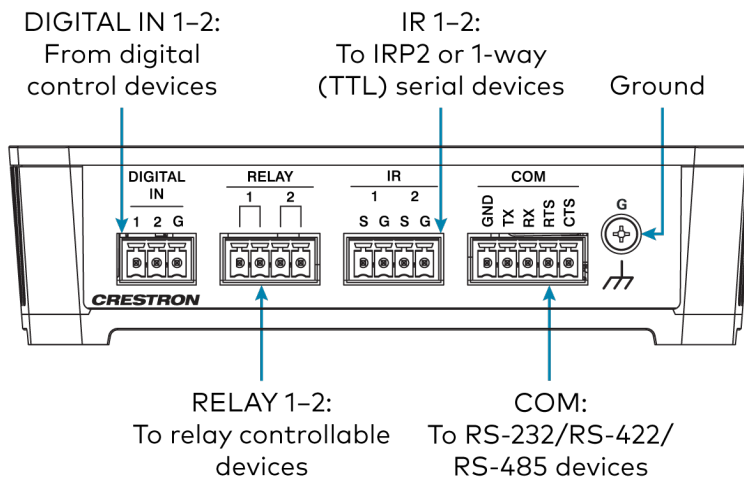 DIGITAL IN 1–2:
From digital
control devices
IR 1–2:
To IRP2 or 1-way
(TTL) serial devices
Ground
DIGITAL
IN
1 2 G
RELAY
1 2
IR
1 2
S G S G
COM
GND
TX
RX
RTS
CTS
G
CRESTRON
RELAY 1–2:
To relay controllable
devices
COM:
To RS-232/RS-422/
RS-485 devices